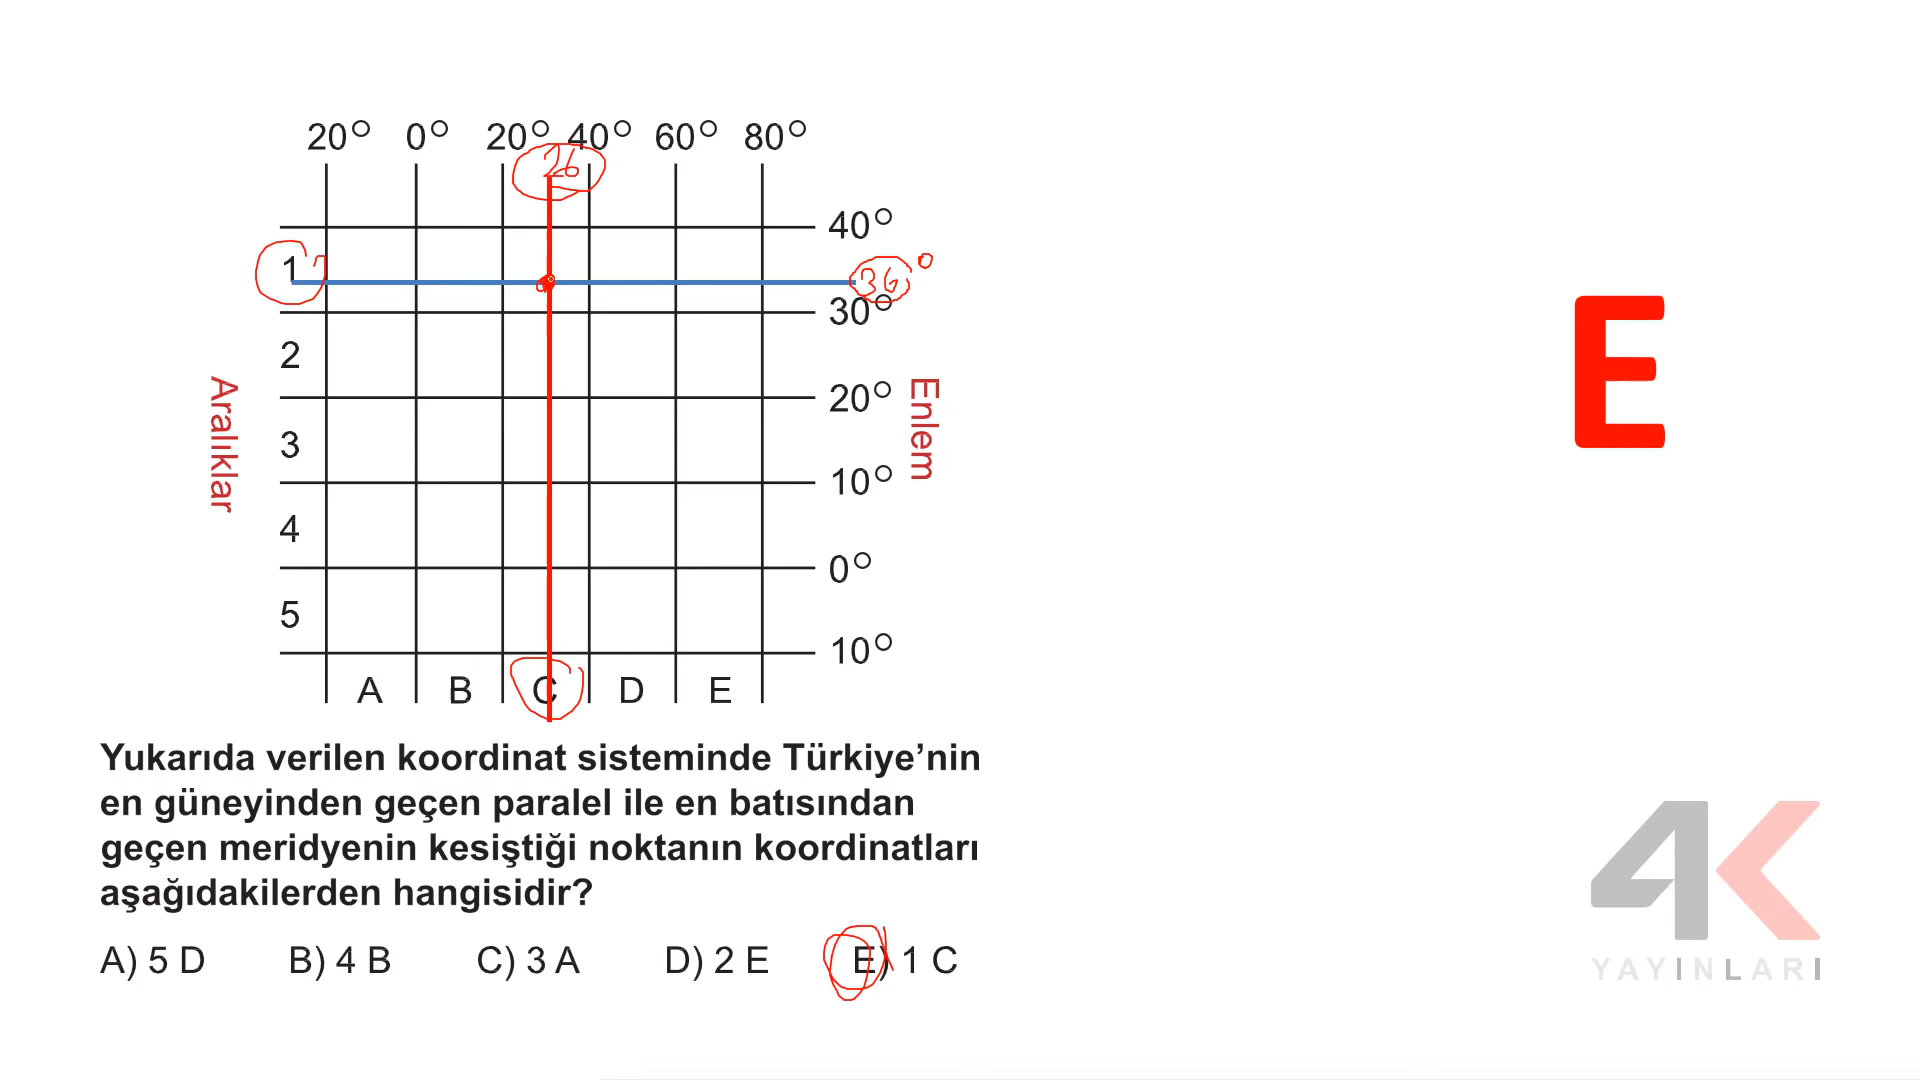 20° 0° 20° 40° 60° 80°
26
40°
1
36°
30°
2
20°
Aralıklar
Enlem
3
10°
4
0°
5
10°
A B C D E
Yukarıda verilen koordinat sisteminde Türkiye’nin
en güneyinden geçen paralel ile en batısından
geçen meridyenin kesiştiği noktanın koordinatları
aşağıdakilerden hangisidir?
A) 5 D B) 4 B C) 3 A D) 2 E E) 1 C
E
4K
YAYINLARI